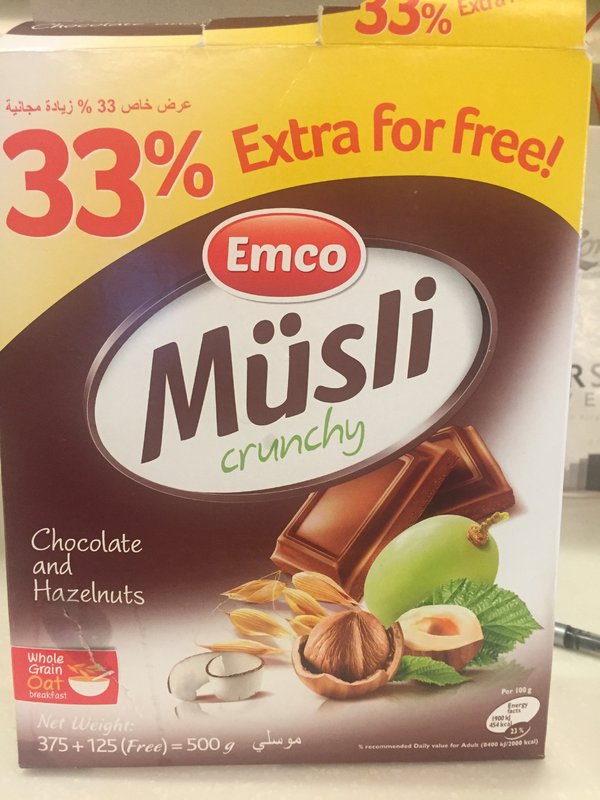 33% Extra
عرض خاص 33 % زيادة مجانية
33% Extra for free!
Emco
Müsli
crunchy
Chocolate
and
Hazelnuts
Whole
Grain
Oat
breakfast
Net Weight:
375 + 125 (Free) = 500 g موسلي
Per 100 g
Energy
facts
1900 kJ
454 kcal
23 %
% recommended Daily value for Adult (8400 kJ/2000 kcal)